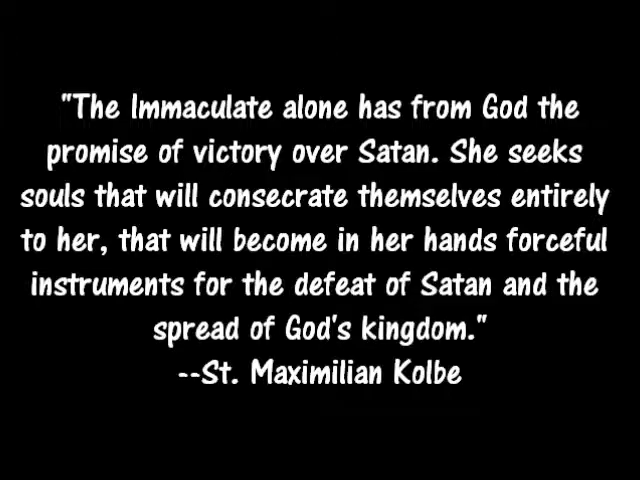 "The Immaculate alone has from God the
promise of victory over Satan. She seeks
souls that will consecrate themselves entirely
to her, that will become in her hands forceful
instruments for the defeat of Satan and the
spread of God's kingdom."
--St. Maximilian Kolbe